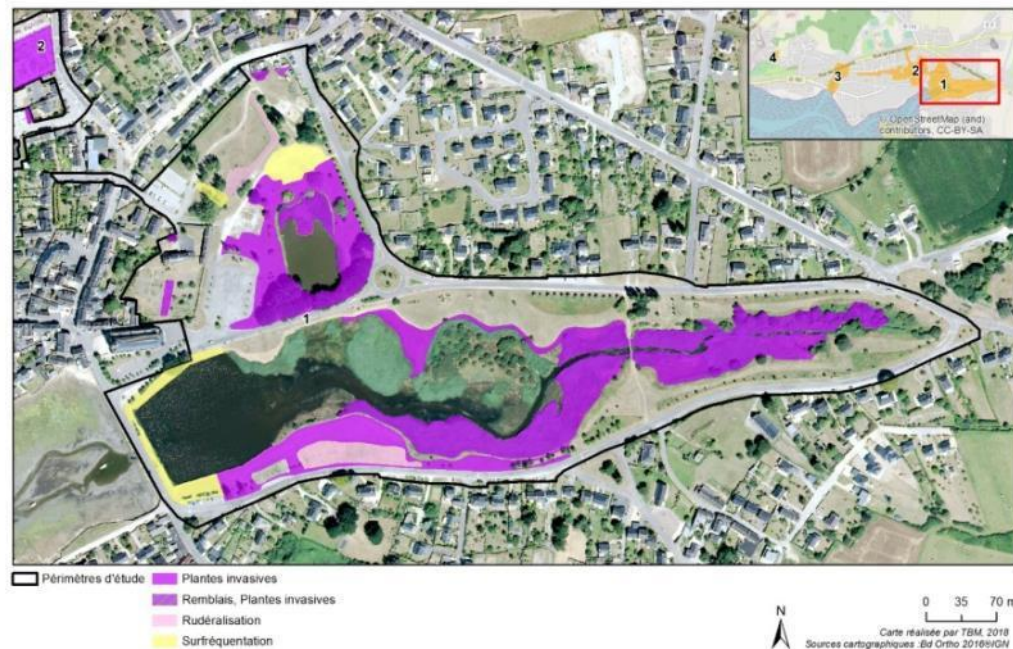 2
4
3
2
1
© OpenStreetMap (and)
contributors, CC-BY-SA
1
Périmètres d'étude
Plantes invasives
Remblais, Plantes invasives
Rudéralisation
Surfréquentation
N
0 35 70 m
Carte réalisée par TBM, 2018
Sources cartographiques :Bd Ortho 2016®IGN